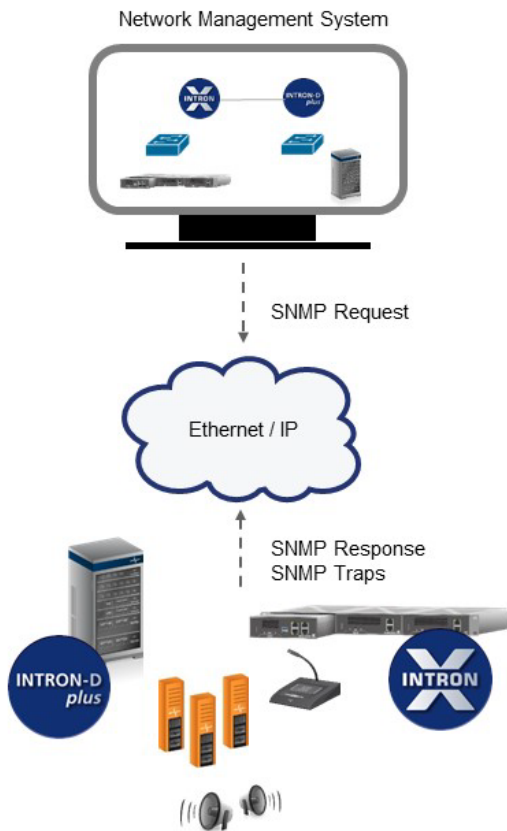 Network Management System
INTRON
INTRON-D
plus
SNMP Request
Ethernet / IP
SNMP Response
SNMP Traps
INTRON-D
plus
INTRON